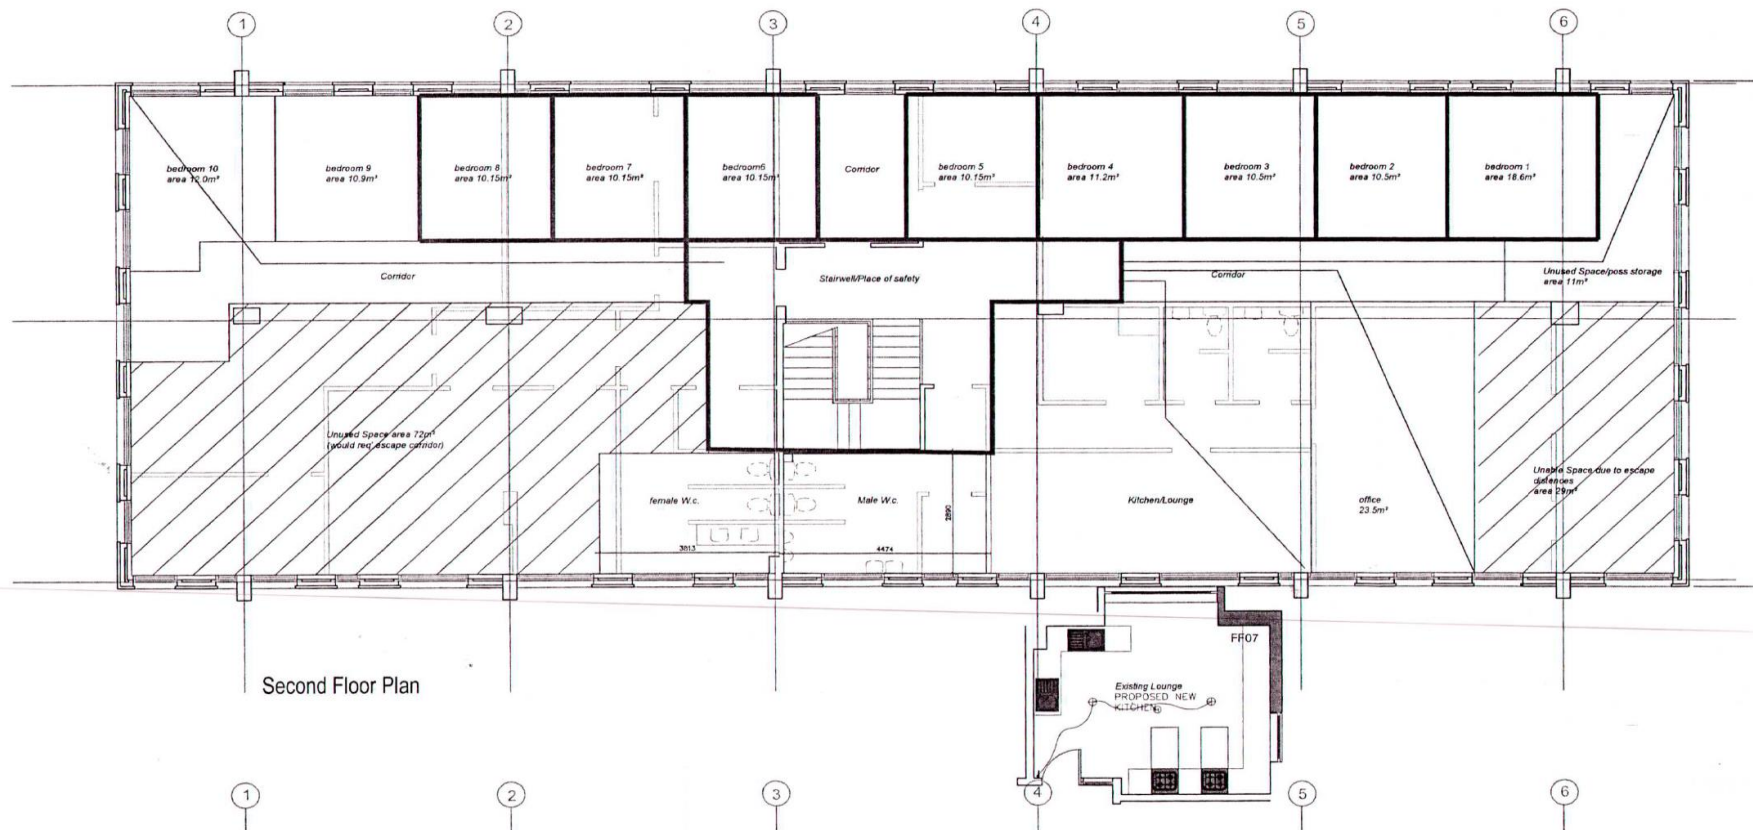 1 2 3 4 5 6
bedroom 10
area 12.0m²
bedroom 9
area 10.9m²
bedroom 8
area 10.15m²
bedroom 7
area 10.15m²
bedroom6
area 10.15m²
Corridor
bedroom 5
area 10.15m²
bedroom 4
area 11.2m²
bedroom 3
area 10.5m²
bedroom 2
area 10.5m²
bedroom 1
area 18.6m²
Corridor
Stairwell/Place of safety
Corridor
Unused Space/poss storage
area 11m²
Unused Space area 72m²
(would req' escape corridor)
female W.c.
Male W.c.
Kitchen/Lounge
office
23.5m²
Unable Space due to escape
distences
area 29m²
3813
4474
2890
FF07
Second Floor Plan
Existing Lounge
PROPOSED NEW
KITCHEN
1 2 3 4 5 6